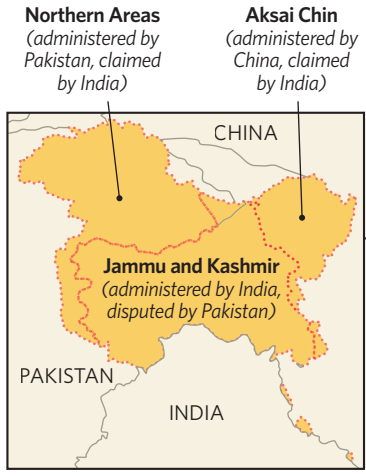 Northern Areas
(administered by
Pakistan, claimed
by India)
Aksai Chin
(administered by
China, claimed
by India)
CHINA
Jammu and Kashmir
(administered by India,
disputed by Pakistan)
PAKISTAN
INDIA